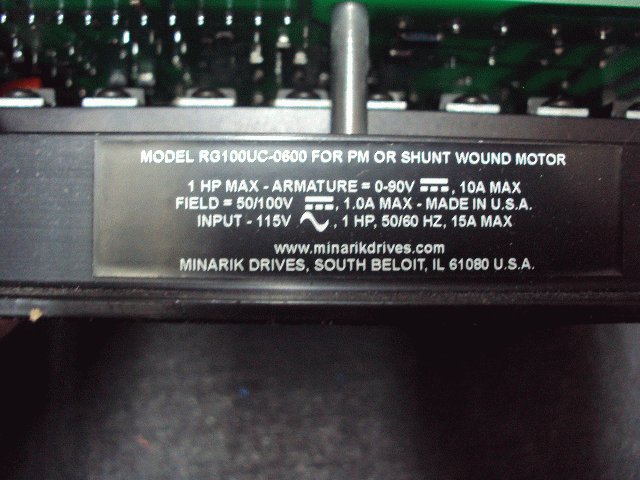 MODEL RG100UC-0600 FOR PM OR SHUNT WOUND MOTOR
1 HP MAX - ARMATURE = 0-90V ⎓, 10A MAX
FIELD = 50/100V ⎓, 1.0A MAX - MADE IN U.S.A.
INPUT - 115V ∿, 1 HP, 50/60 HZ, 15A MAX
www.minarikdrives.com
MINARIK DRIVES, SOUTH BELOIT, IL 61080 U.S.A.